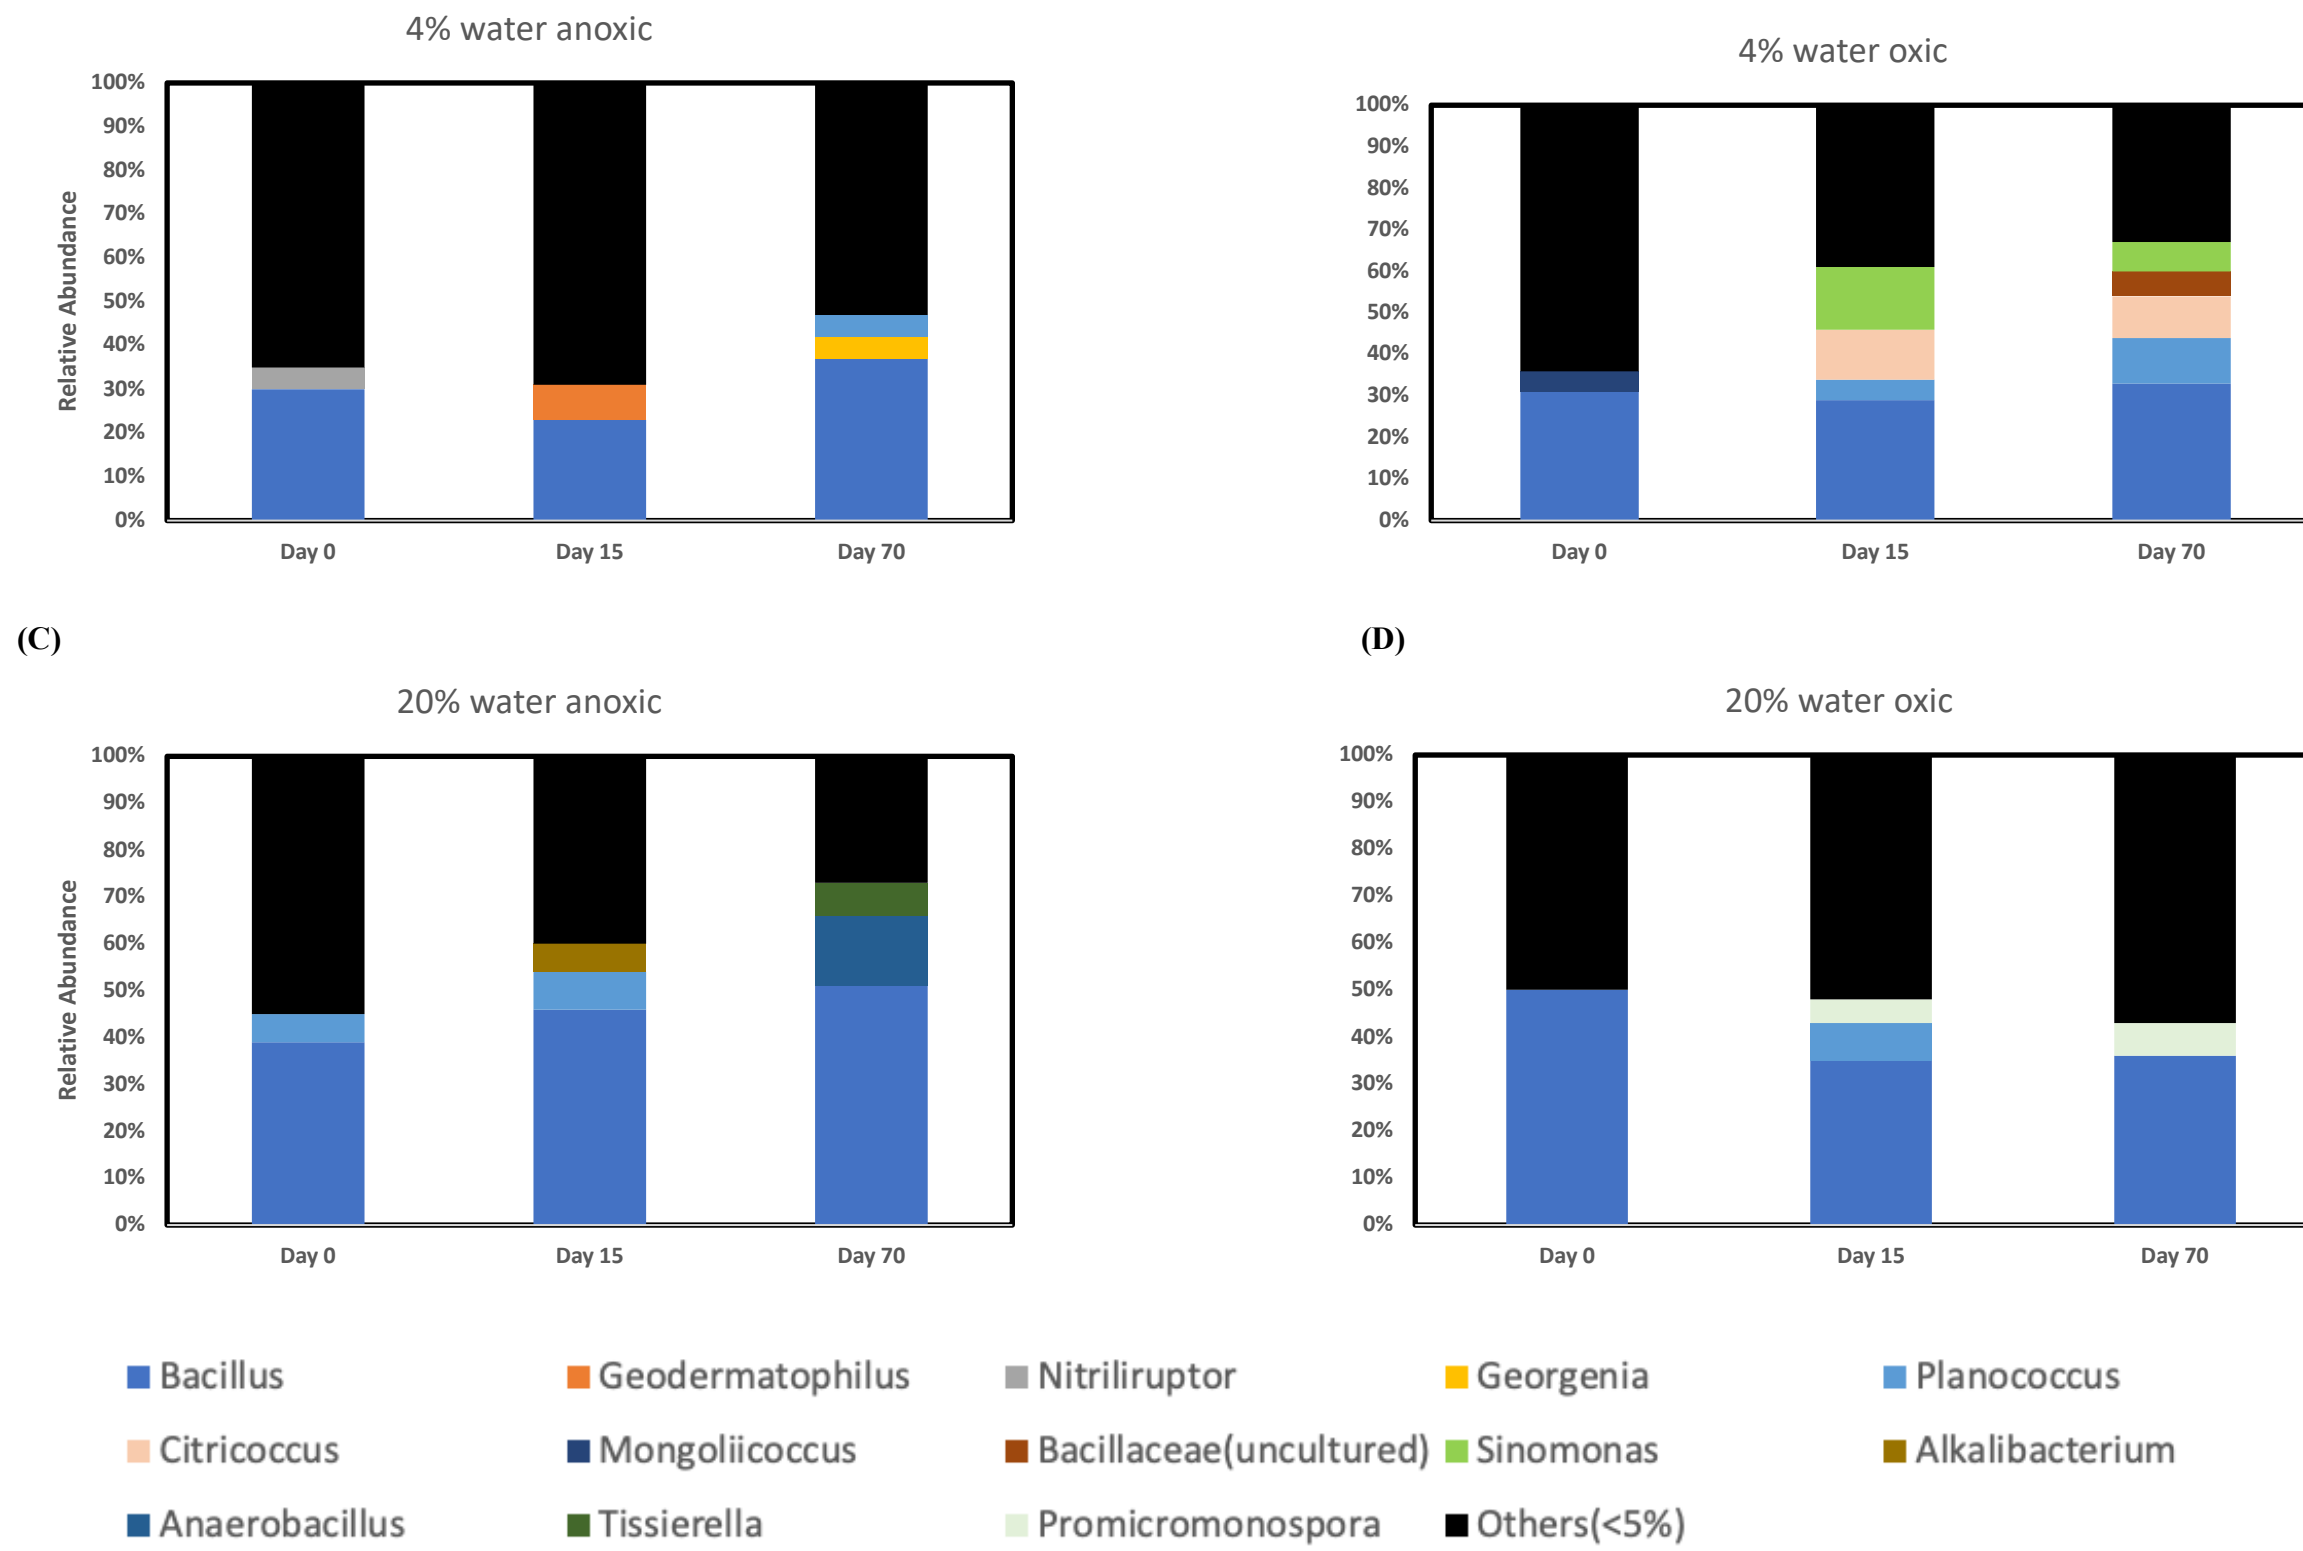 4% water anoxic
4% water oxic
100%
90%
80%
70%
60%
50%
40%
30%
20%
10%
0%
Relative Abundance
Day 0 Day 15 Day 70
100%
90%
80%
70%
60%
50%
40%
30%
20%
10%
0%
Day 0 Day 15 Day 70
(C)
(D)
20% water anoxic
20% water oxic
100%
90%
80%
70%
60%
50%
40%
30%
20%
10%
0%
Relative Abundance
Day 0 Day 15 Day 70
100%
90%
80%
70%
60%
50%
40%
30%
20%
10%
0%
Day 0 Day 15 Day 70
Bacillus Geodermatophilus Nitriliruptor Georgenia Planococcus
Citricoccus Mongoliicoccus Bacillaceae(uncultured) Sinomonas Alkalibacterium
Anaerobacillus Tissierella Promicromonospora Others(<5%)